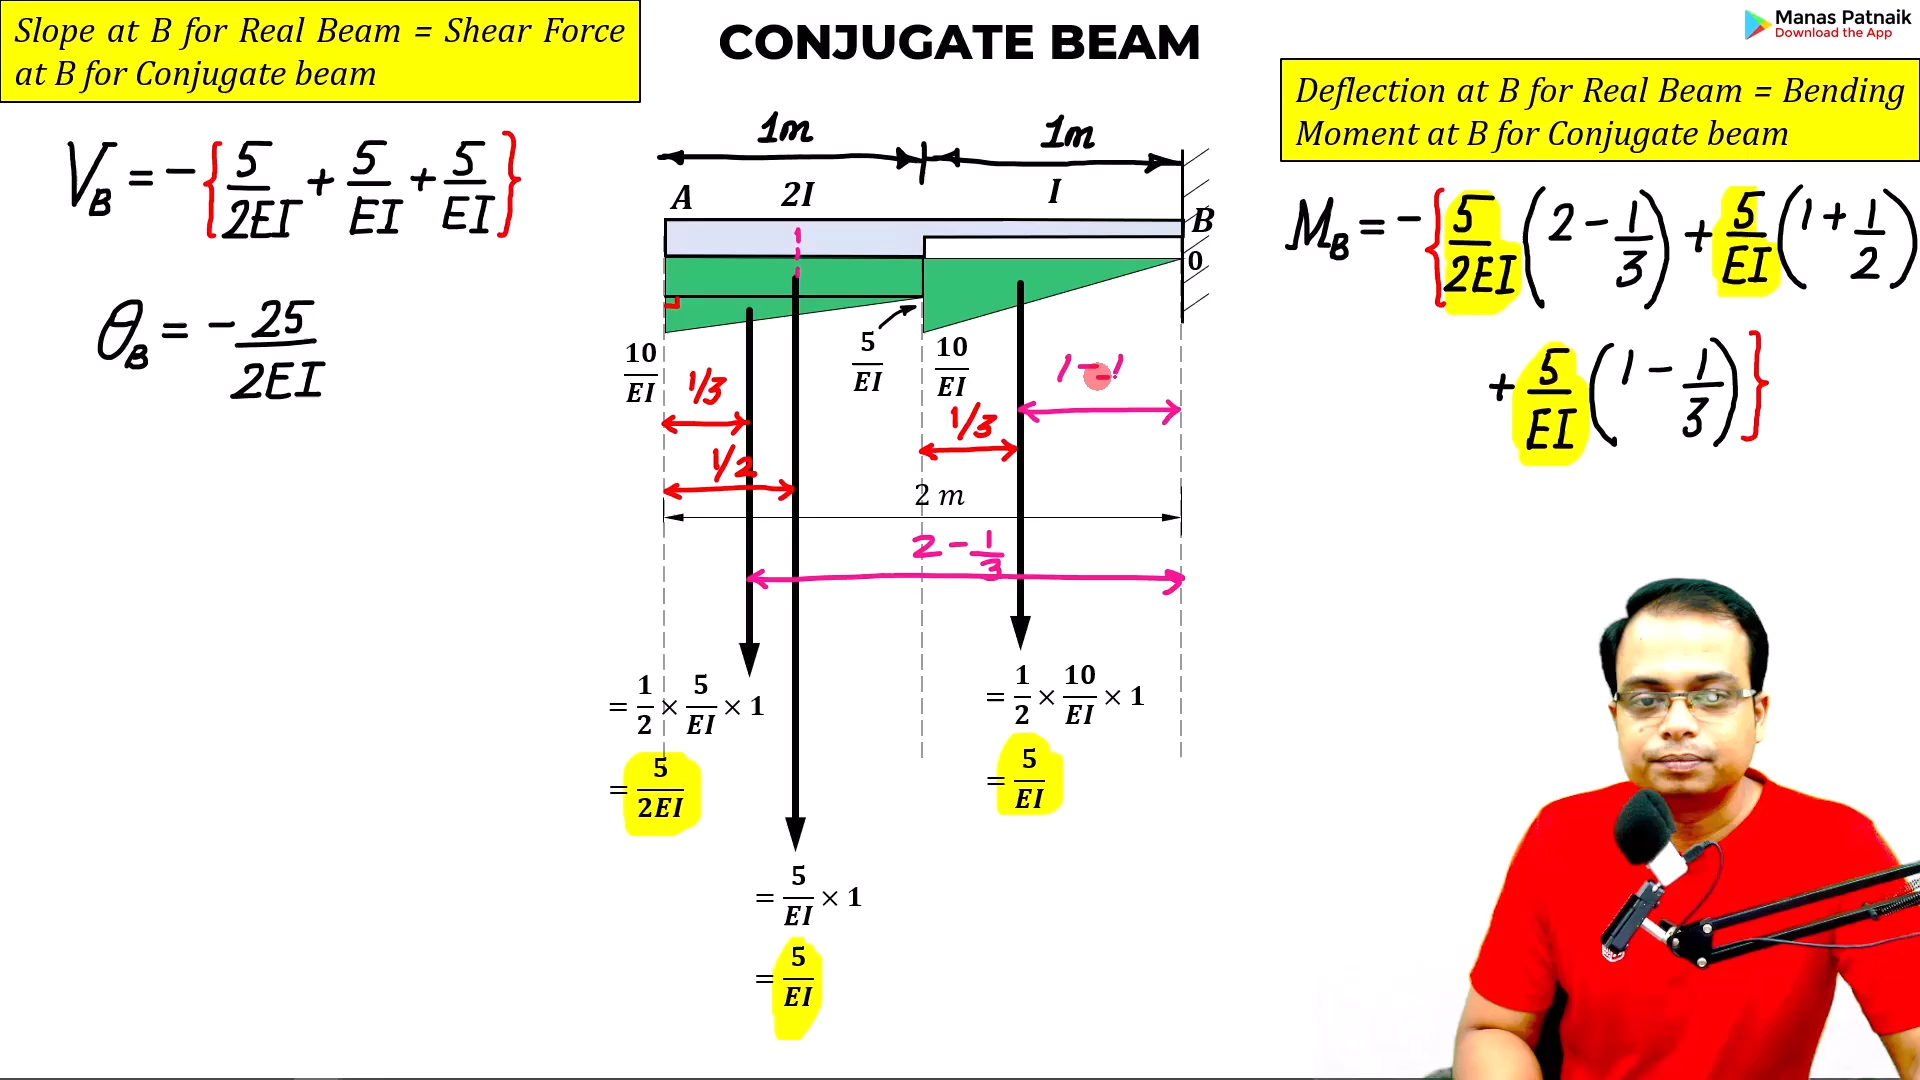 Slope at B for Real Beam = Shear Force
at B for Conjugate beam
CONJUGATE BEAM
Manas Patnaik
Download the App
Deflection at B for Real Beam = Bending
Moment at B for Conjugate beam
V_B = -{5/2EI + 5/EI + 5/EI}
θ_B = -25/2EI
1m 1m
A 2I I B
0
10/EI 5/EI 10/EI
1/3 1 - 1
1/3
1/2
2 m
2 - 1/3
= 1/2 × 5/EI × 1
= 5/2EI
= 5/EI × 1
= 5/EI
= 1/2 × 10/EI × 1
= 5/EI
M_B = -{5/2EI (2 - 1/3) + 5/EI (1 + 1/2)
+ 5/EI (1 - 1/3)}